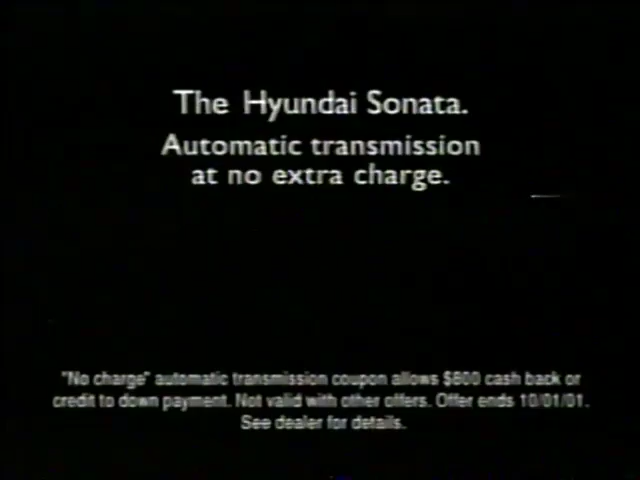 The Hyundai Sonata.
Automatic transmission
at no extra charge.
"No charge" automatic transmission coupon allows $800 cash back or
credit to down payment. Not valid with other offers. Offer ends 10/01/01.
See dealer for details.